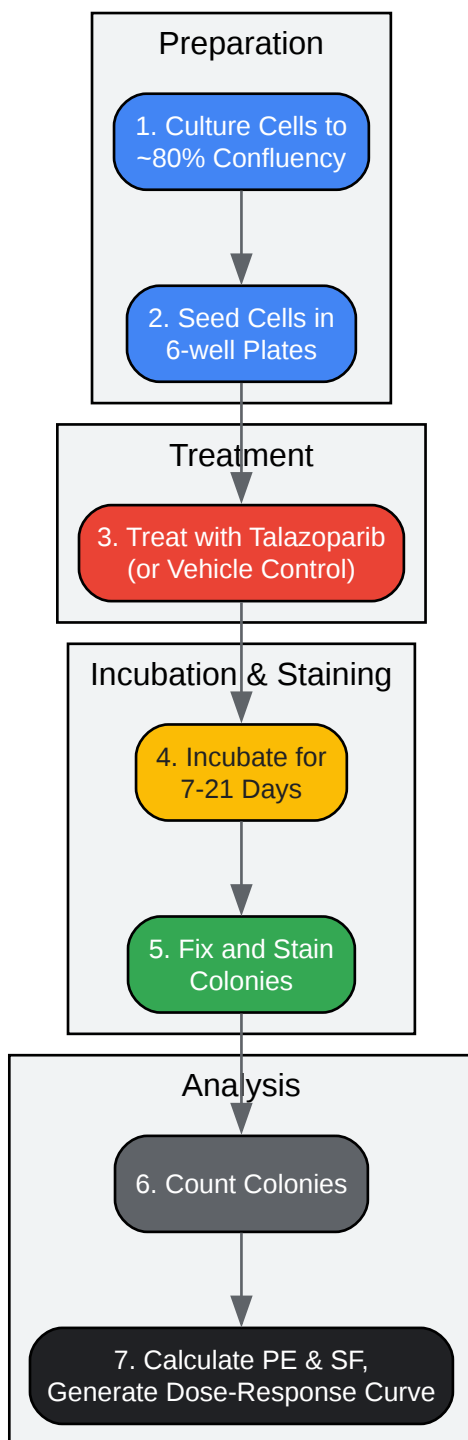 Preparation
1. Culture Cells to
~80% Confluency
2. Seed Cells in
6-well Plates
Treatment
3. Treat with Talazoparib
(or Vehicle Control)
Incubation & Staining
4. Incubate for
7-21 Days
5. Fix and Stain
Colonies
Analysis
6. Count Colonies
7. Calculate PE & SF,
Generate Dose-Response Curve